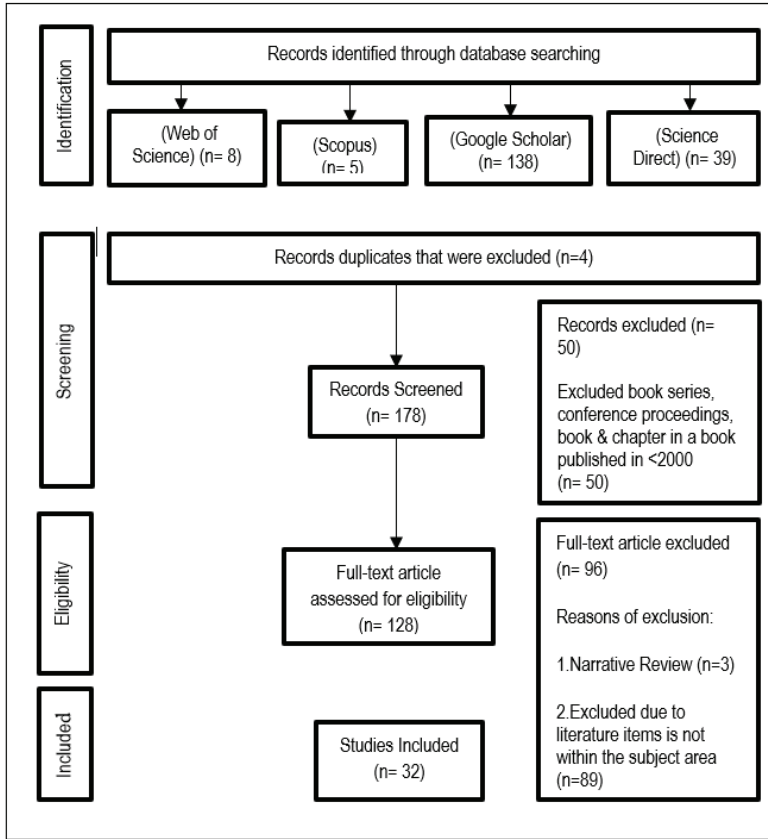 Identification
Records identified through database searching
(Web of
Science) (n= 8)
(Scopus)
(n= 5)
(Google Scholar)
(n= 138)
(Science
Direct) (n= 39)
Screening
Records duplicates that were excluded (n=4)
Records Screened
(n= 178)
Records excluded (n=
50)
Excluded book series,
conference proceedings,
book & chapter in a book
published in <2000
(n= 50)
Eligibility
Full-text article
assessed for eligibility
(n= 128)
Full-text article excluded
(n= 96)
Reasons of exclusion:
1.Narrative Review (n=3)
2.Excluded due to
literature items is not
within the subject area
(n=89)
Included
Studies Included
(n= 32)